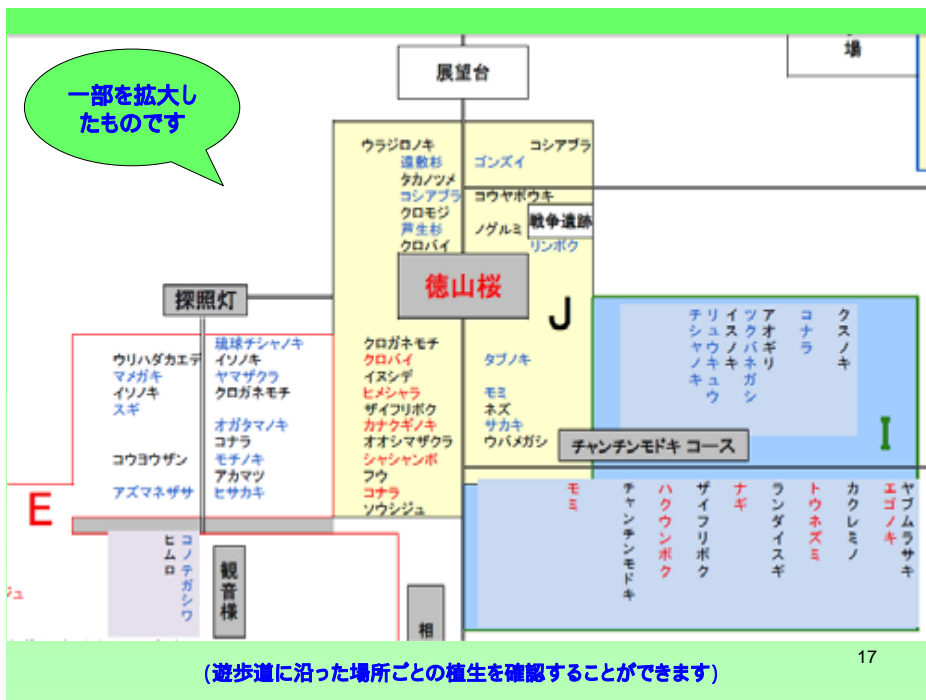 一部を拡大し
たものです
展望台
場
ウラジロノキ
遠敷杉
タカノツメ
コシアブラ
クロモジ
芦生杉
クロバイ
コシアブラ
ゴンズイ
コウヤボウキ
ノグルミ
戦争遺跡
リンボク
徳山桜
探照灯
J
クロガネモチ
クロバイ
イヌシデ
ヒメシャラ
ザイフリボク
カナクギノキ
オオシマザクラ
シャシャンボ
フウ
コナラ
ソウシジュ
タブノキ
モミ
ネズ
サカキ
ウバメガシ
ウリハダカエデ
マメガキ
イソノキ
スギ
コウヨウザン
アズマネザサ
琉球チシャノキ
イソノキ
ヤマザクラ
クロガネモチ
オガタマノキ
コナラ
モチノキ
アカマツ
ヒサカキ
E
ヒムロ
コノテガシワ
観音様
相
ジュ
クスノキ
コナラ
アオギリ
ツクバネガシ
イスノキ
リュウキュウ
チシャノキ
I
チャンチンモドキ コース
ヤブムラサキ
エゴノキ
カクレミノ
トウネズミ
ランダイスギ
ナギ
ザイフリボク
ハクウンボク
チャンチンモドキ
モミ
(遊歩道に沿った場所ごとの植生を確認することができます)
17